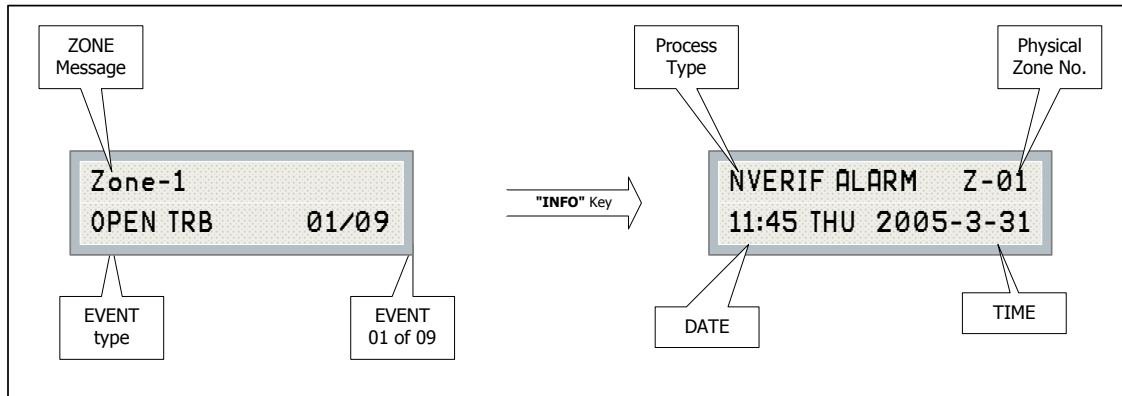 ZONE
Message
Process
Type
Physical
Zone No.
Zone-1
OPEN TRB 01/09
"INFO" Key
NVERIF ALARM Z-01
11:45 THU 2005-3-31
EVENT
type
EVENT
01 of 09
DATE
TIME